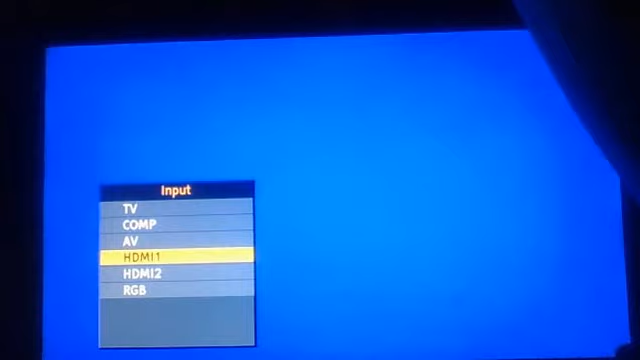 Input
TV
COMP
AV
HDMI1
HDMI2
RGB